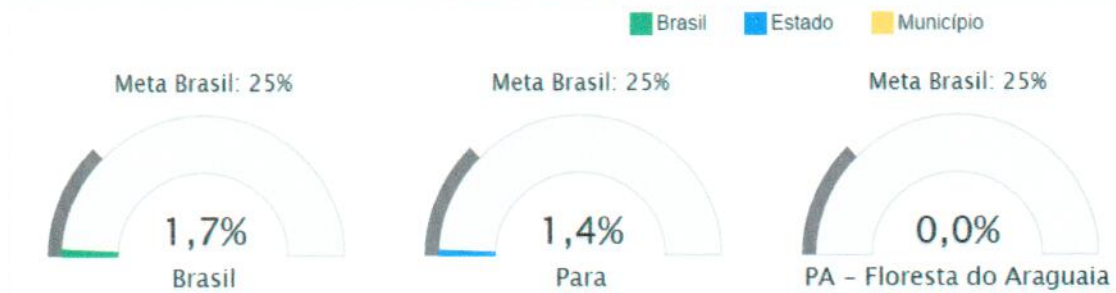 Brasil Estado Município
Meta Brasil: 25% Meta Brasil: 25% Meta Brasil: 25%
1,7% 1,4% 0,0%
Brasil Para PA – Floresta do Araguaia